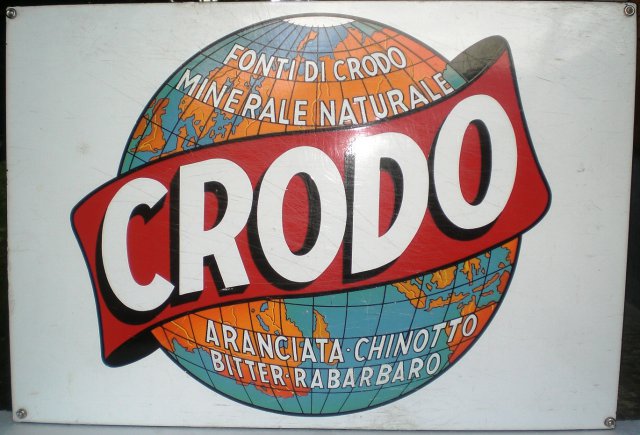 FONTI DI CRODO
MINERALE NATURALE
CRODO
ARANCIATA · CHINOTTO
BITTER · RABARBARO